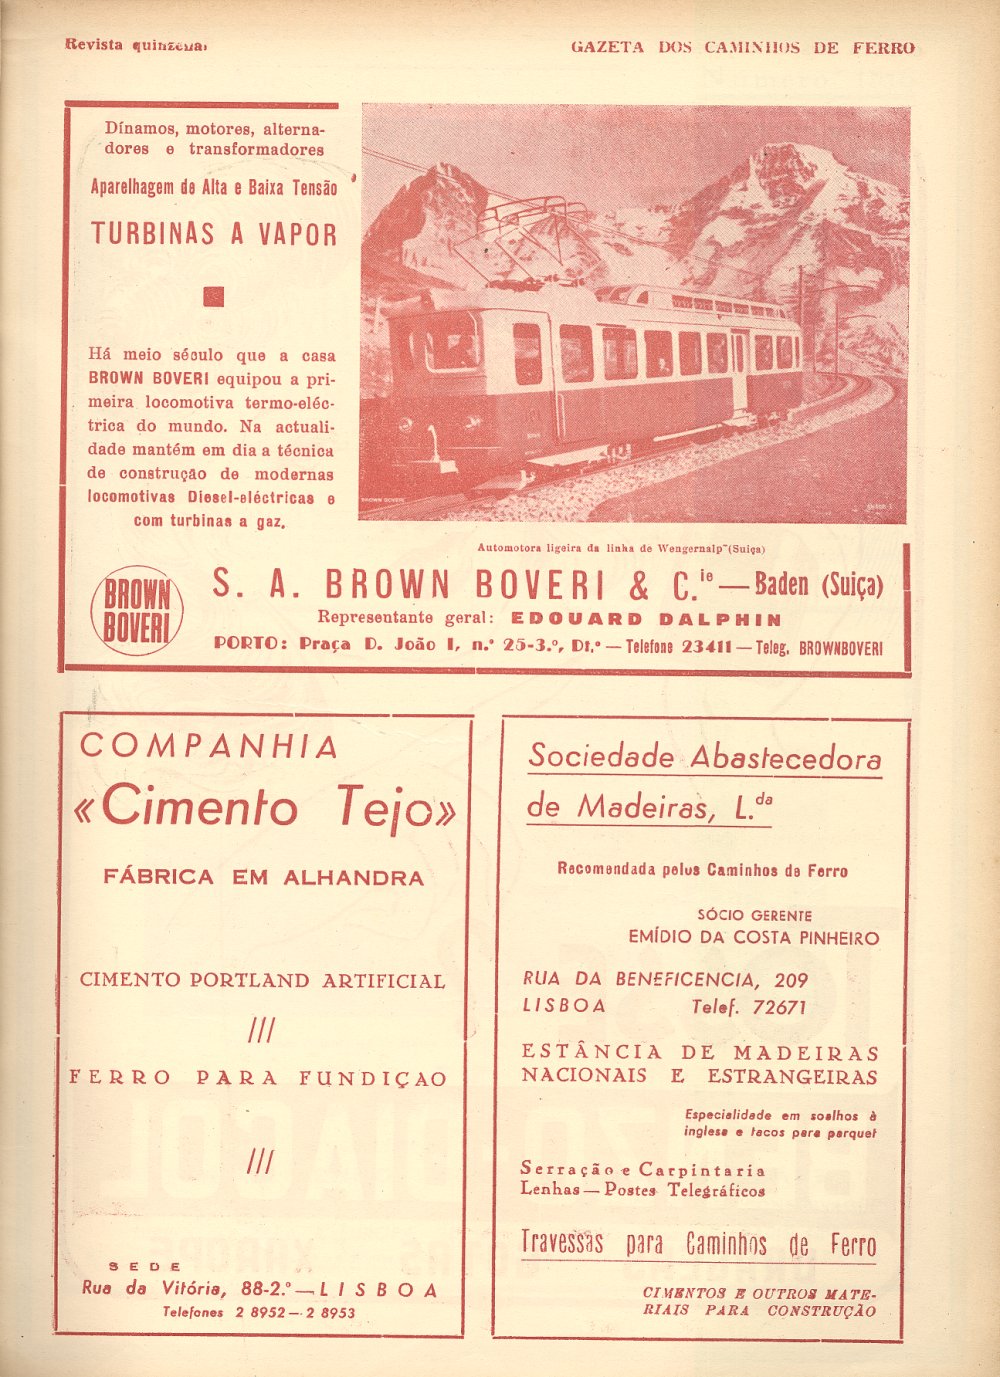 Revista quinzenal
GAZETA DOS CAMINHOS DE FERRO
Dínamos, motores, alterna-
dores e transformadores
Aparelhagem de Alta e Baixa Tensão
TURBINAS A VAPOR
Há meio século que a casa
BROWN BOVERI equipou a pri-
meira locomotiva termo-eléc-
trica do mundo. Na actuali-
dade mantém em dia a técnica
de construção de modernas
locomotivas Diesel-eléctricas e
com turbinas a gaz.
BROWN BOVERI
Automotora ligeira da linha de Wengernalp (Suiça)
BROWN
BOVERI
S. A. BROWN BOVERI & C.ie — Baden (Suiça)
Representante geral: EDOUARD DALPHIN
PORTO: Praça D. João I, n.º 25-3.º, Dt.º — Telefone 23411 — Teleg. BROWNBOVERI
COMPANHIA
«Cimento Tejo»
FÁBRICA EM ALHANDRA
CIMENTO PORTLAND ARTIFICIAL
///
FERRO PARA FUNDIÇAO
///
SEDE
Rua da Vitória, 88-2.º — LISBOA
Telefones 2 8952 — 2 8953
Sociedade Abastecedora
de Madeiras, L.da
Recomendada pelos Caminhos de Ferro
SÓCIO GERENTE
EMÍDIO DA COSTA PINHEIRO
RUA DA BENEFICENCIA, 209
LISBOA Telef. 72671
ESTÂNCIA DE MADEIRAS
NACIONAIS E ESTRANGEIRAS
Especialidade em soalhos à
inglesa e tacos para parquet
Serração e Carpintaria
Lenhas — Postes Telegráficos
Travessas para Caminhos de Ferro
CIMENTOS E OUTROS MATE-
RIAIS PARA CONSTRUÇÃO